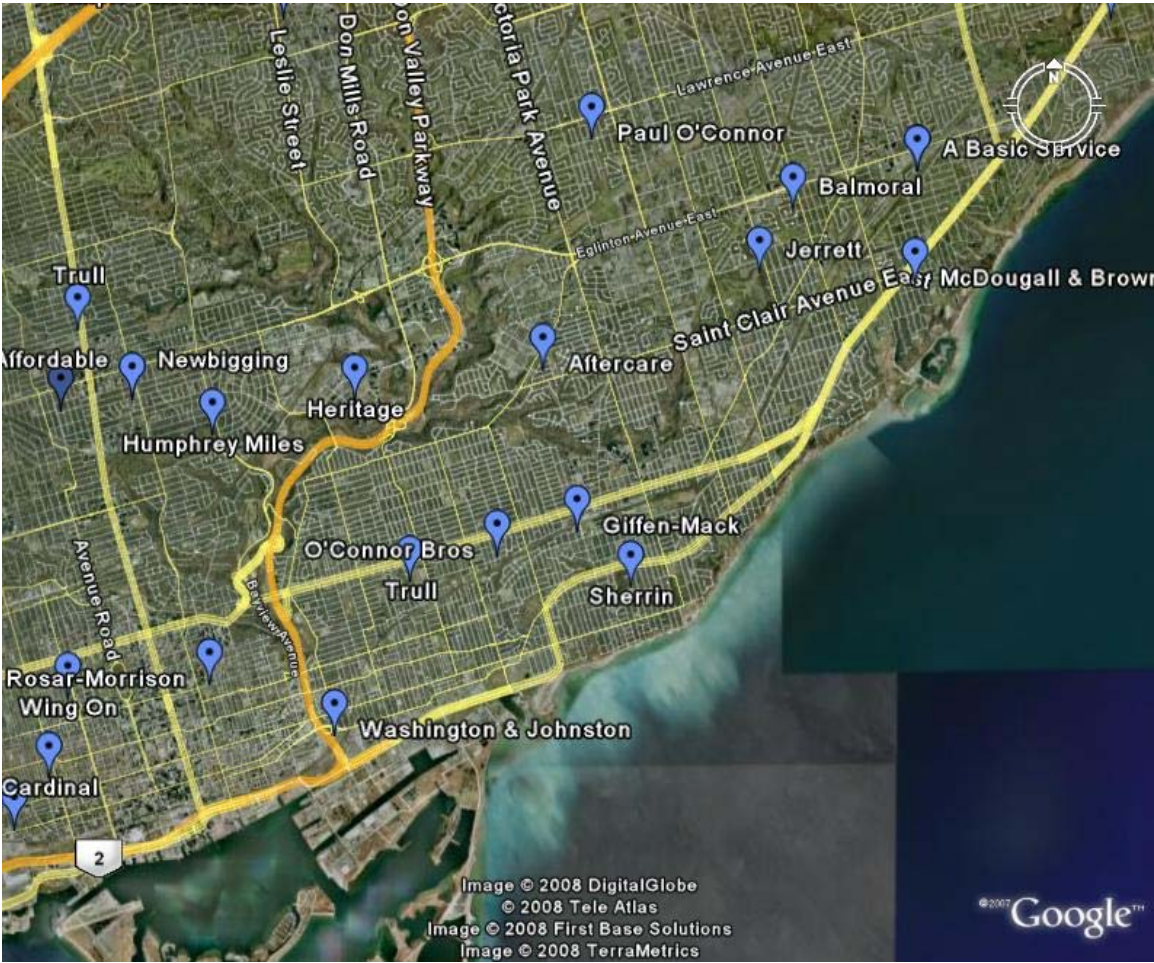 Leslie Street
Don Mills Road
on Valley Parkway
ctoria Park Avenue
Lawrence Avenue East
N
Paul O'Connor
A Basic Service
Balmoral
Eglinton Avenue East
Jerrett
Trull
Saint Clair Avenue East
McDougall & Brown
Affordable
Newbigging
Aftercare
Heritage
Humphrey Miles
Giffen-Mack
O'Connor Bros
Trull
Sherrin
Avenue Road
Bayview Avenue
Rosar-Morrison
Wing On
Washington & Johnston
Cardinal
2
Image © 2008 DigitalGlobe
© 2008 Tele Atlas
Image © 2008 First Base Solutions
Image © 2008 TerraMetrics
©2007 Google™